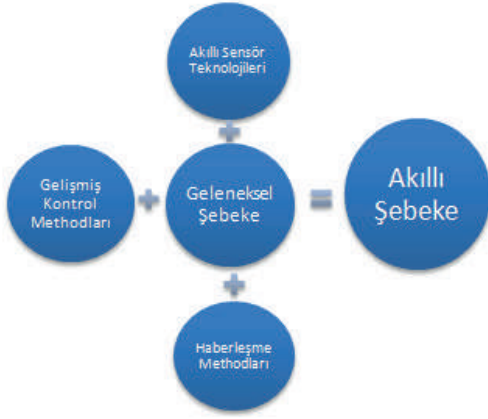 Akıllı Sensör
Teknolojileri
Gelişmiş
Kontrol
Methodları
Geleneksel
Şebeke
Akıllı
Şebeke
Haberleşme
Methodları